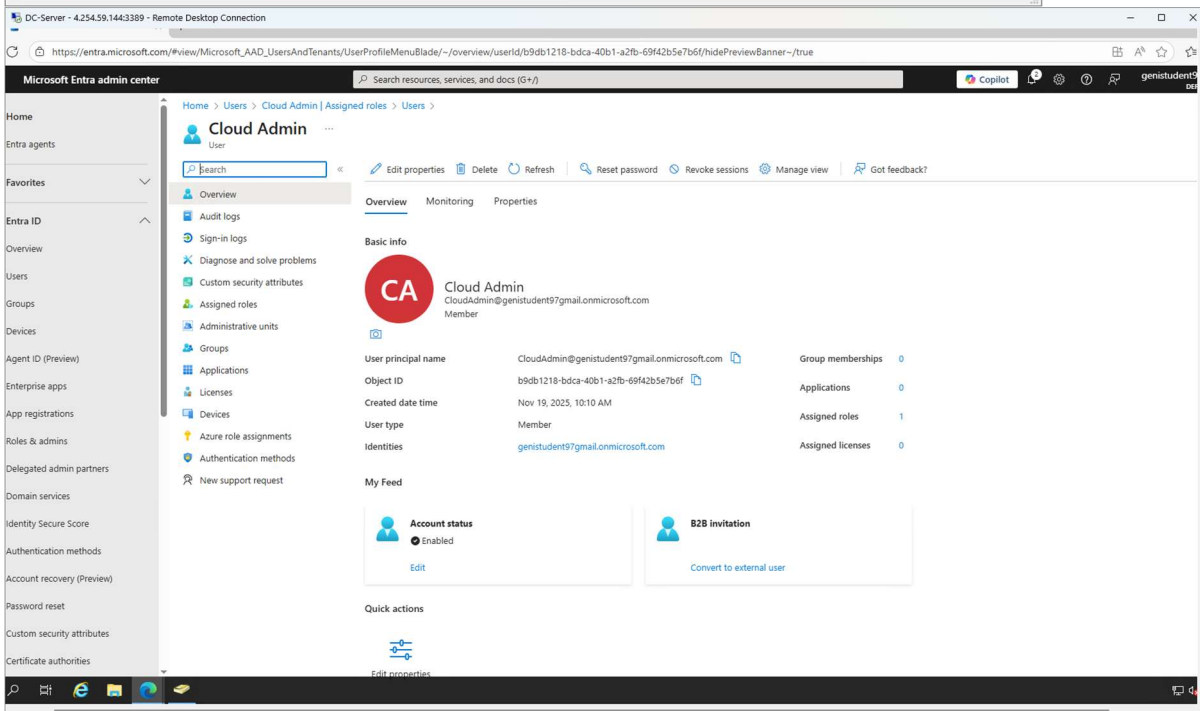 DC-Server - 4.254.59.144:3389 - Remote Desktop Connection
https://entra.microsoft.com/#view/Microsoft_AAD_UsersAndTenants/UserProfileMenuBlade/~/overview/userId/b9db1218-bdca-40b1-a2fb-69f42b5e7b6f/hidePreviewBanner~/true
Microsoft Entra admin center
Search resources, services, and docs (G+/)
Copilot
2
genistudent9
DEF
Home
Entra agents
Favorites
Entra ID
Overview
Users
Groups
Devices
Agent ID (Preview)
Enterprise apps
App registrations
Roles & admins
Delegated admin partners
Domain services
Identity Secure Score
Authentication methods
Account recovery (Preview)
Password reset
Custom security attributes
Certificate authorities
Home > Users > Cloud Admin | Assigned roles > Users >
Cloud Admin ...
User
Search
Overview
Audit logs
Sign-in logs
Diagnose and solve problems
Custom security attributes
Assigned roles
Administrative units
Groups
Applications
Licenses
Devices
Azure role assignments
Authentication methods
New support request
Edit properties Delete Refresh Reset password Revoke sessions Manage view Got feedback?
Overview Monitoring Properties
Basic info
CA
Cloud Admin
CloudAdmin@genistudent97gmail.onmicrosoft.com
Member
User principal name CloudAdmin@genistudent97gmail.onmicrosoft.com
Object ID b9db1218-bdca-40b1-a2fb-69f42b5e7b6f
Created date time Nov 19, 2025, 10:10 AM
User type Member
Identities genistudent97gmail.onmicrosoft.com
Group memberships 0
Applications 0
Assigned roles 1
Assigned licenses 0
My Feed
Account status
Enabled
Edit
B2B invitation
Convert to external user
Quick actions
Edit properties